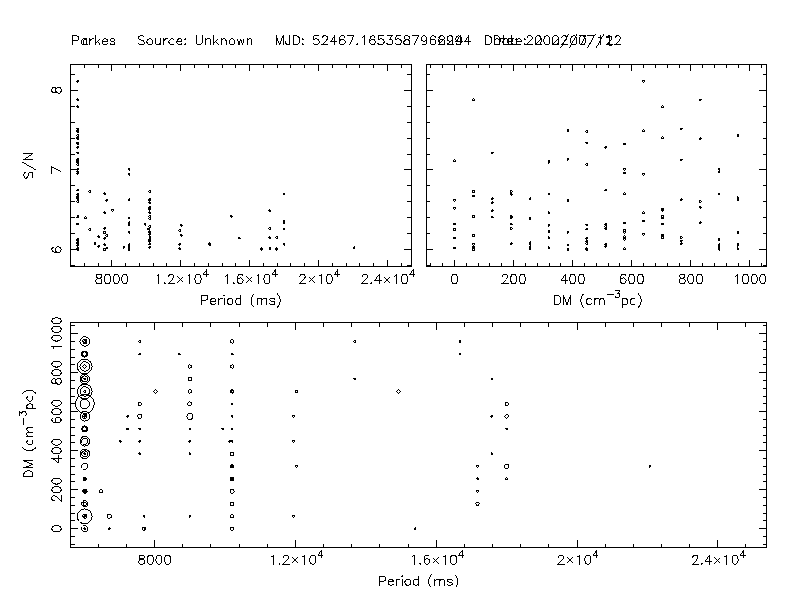 Parkes Source: Unknown MJD: 52467.165358796
8
7
6
S/N
8000 1.2×10⁴ 1.6×10⁴ 2×10⁴ 2.4×10⁴
Period (ms)
0 200 400 600 800 1000
DM (cm⁻³pc)
1000
800
600
400
200
0
DM (cm⁻³pc)
8000 1.2×10⁴ 1.6×10⁴ 2×10⁴ 2.4×10⁴
Period (ms)